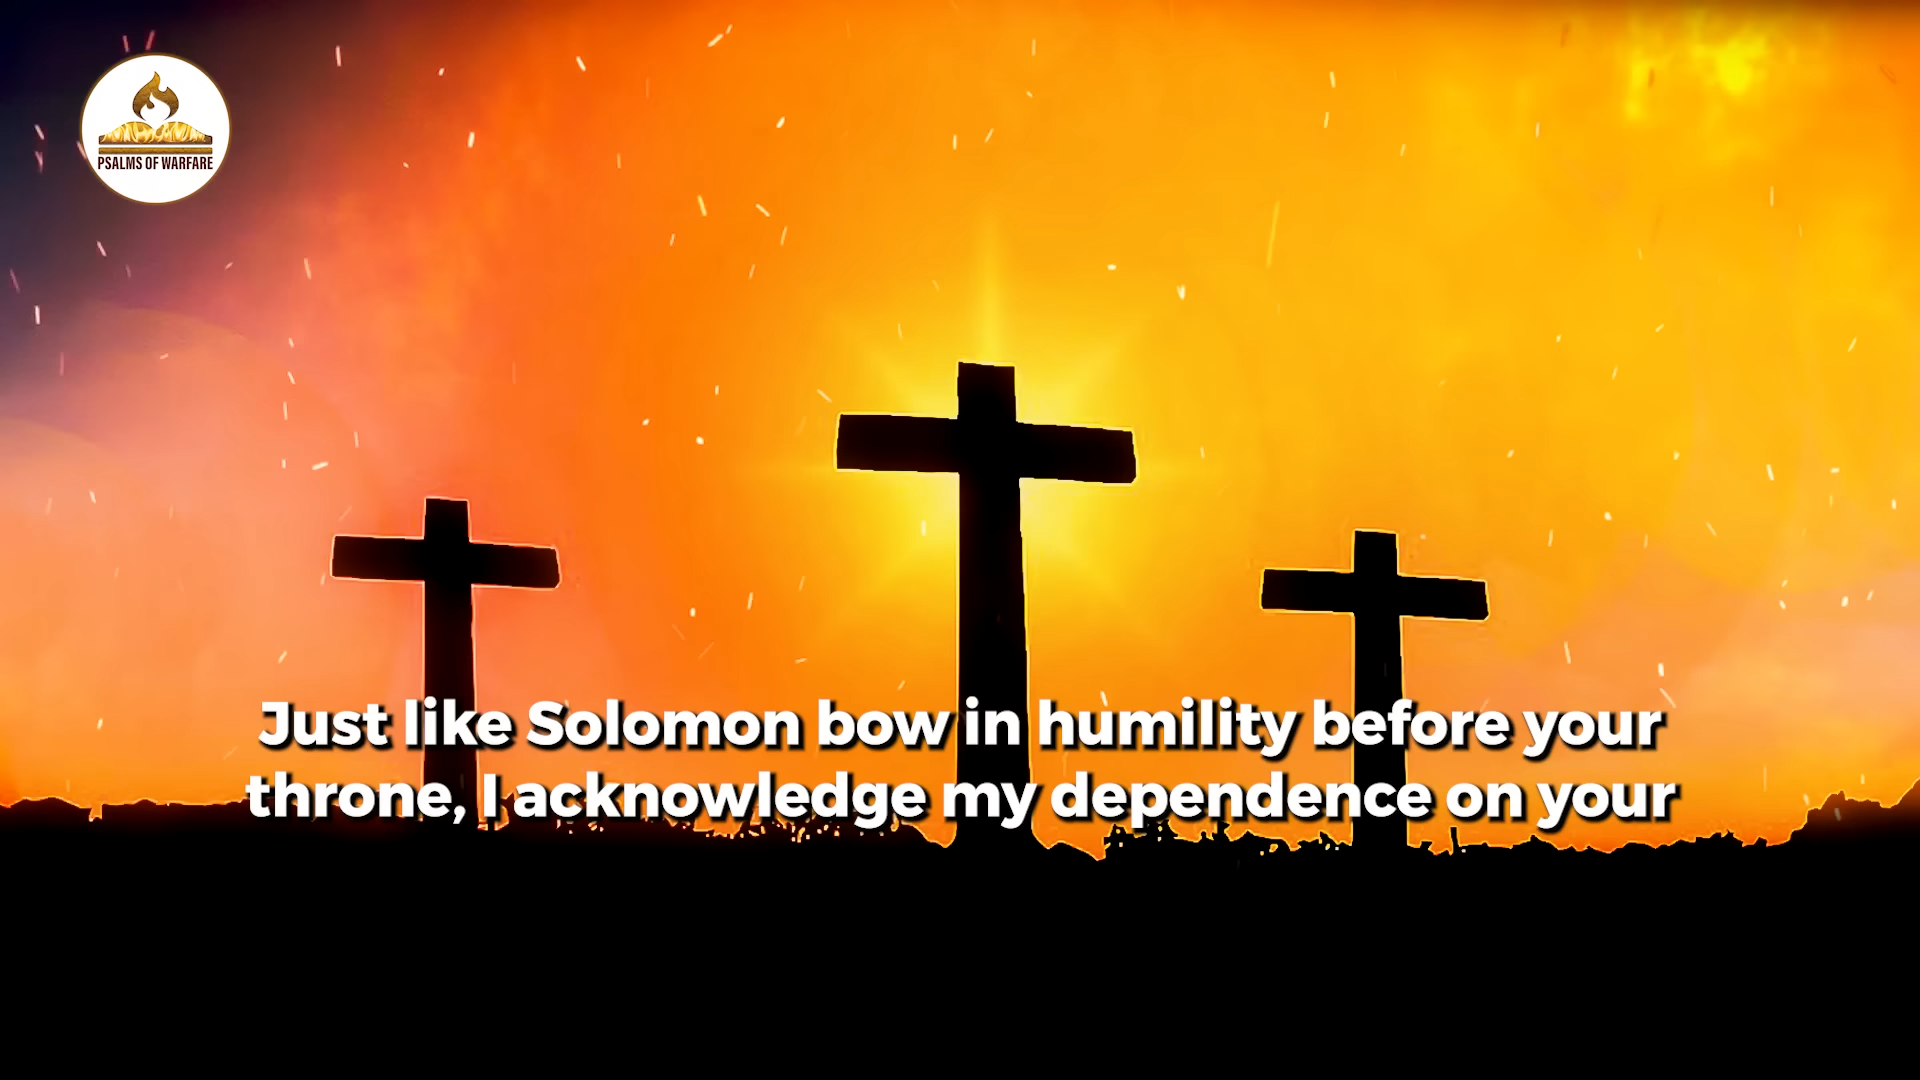 PSALMS OF WARFARE
Just like Solomon bow in humility before your
throne, I acknowledge my dependence on your